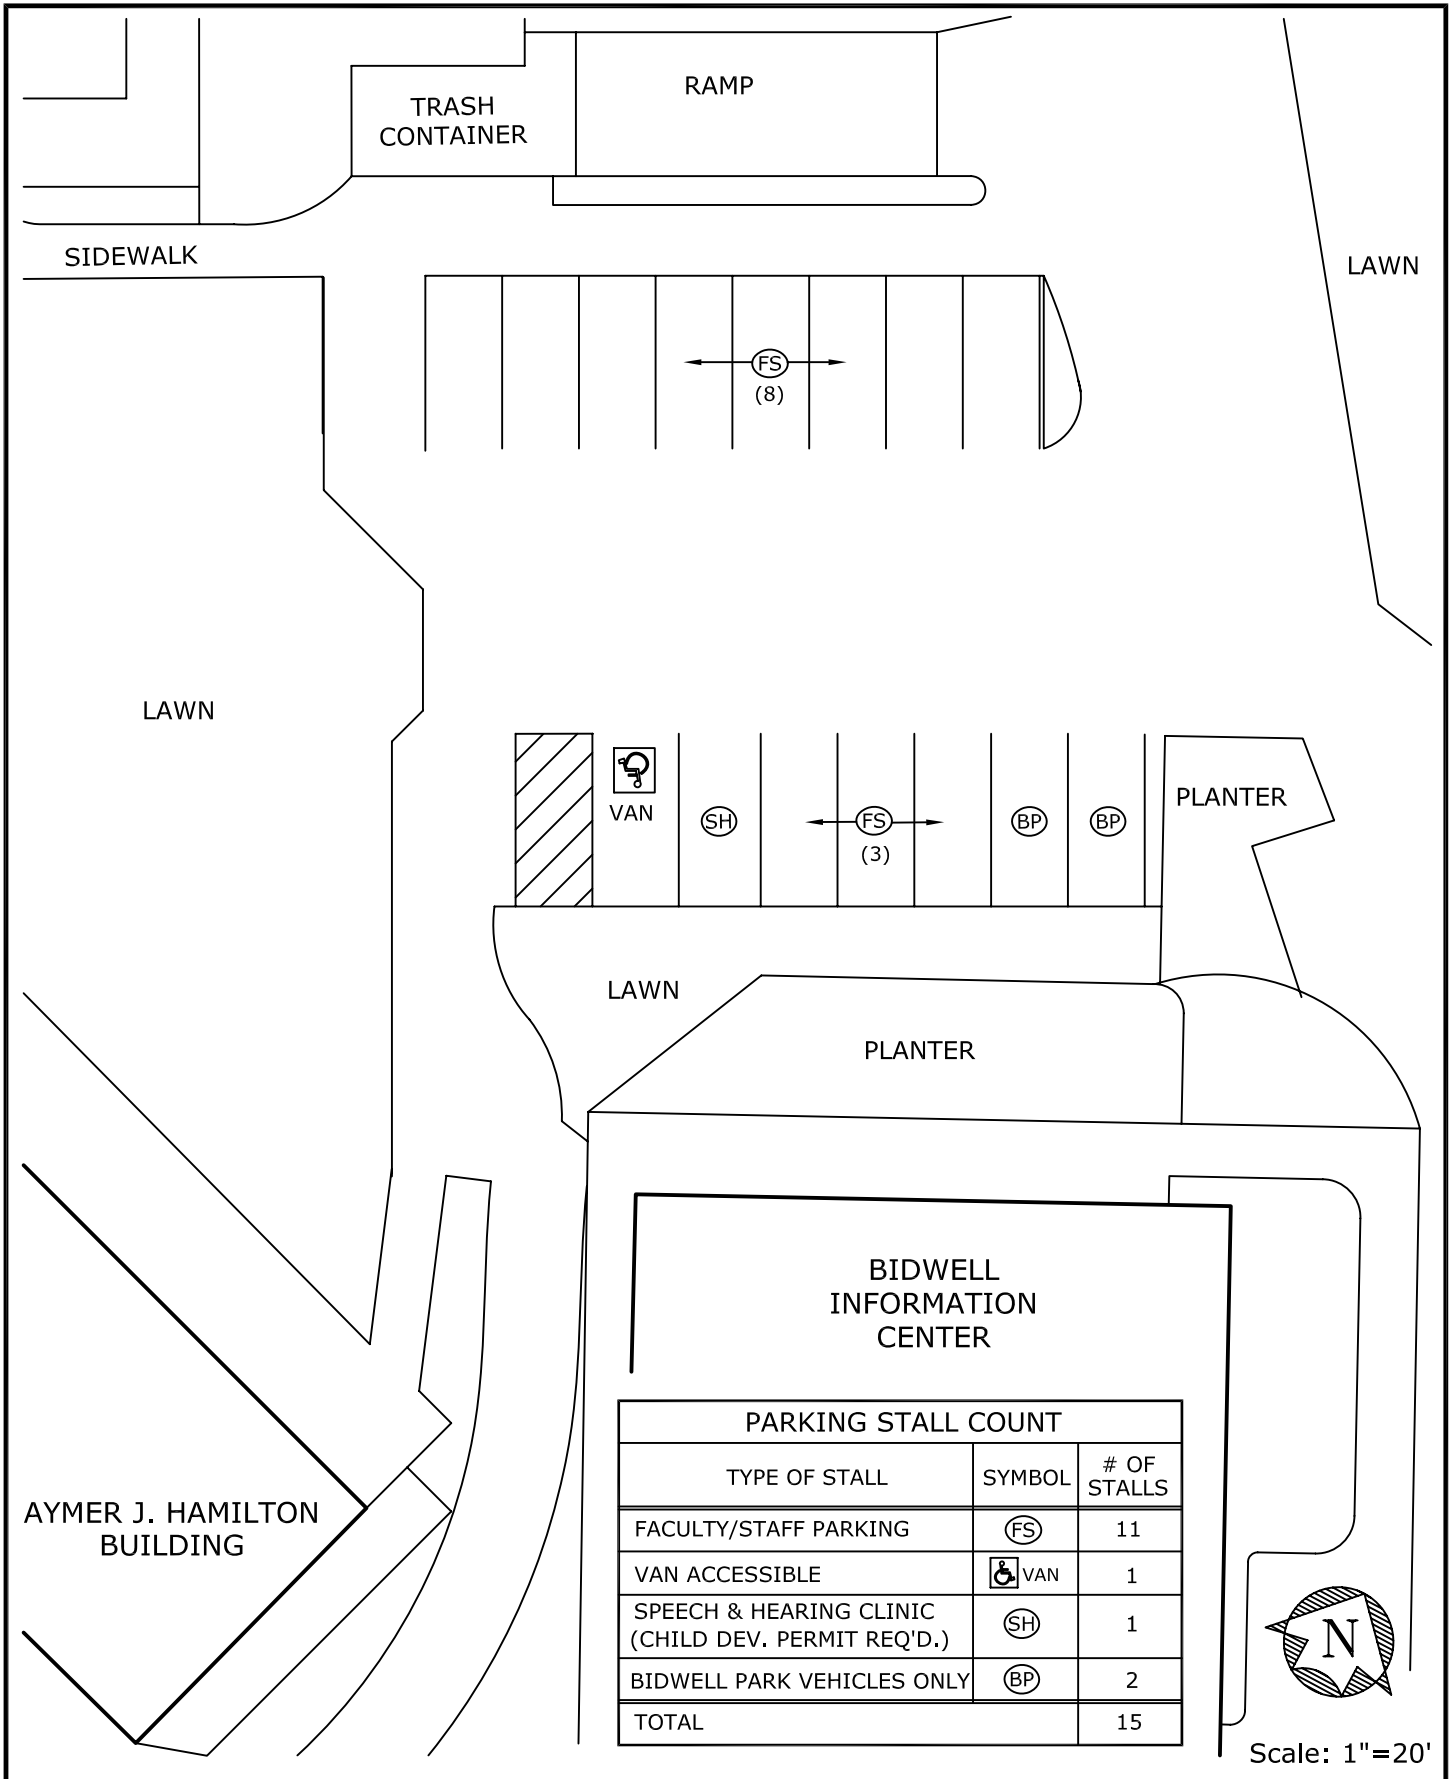 RAMP
TRASH
CONTAINER
SIDEWALK
LAWN
FS
(8)
LAWN
VAN
SH
FS
(3)
BP
BP
PLANTER
LAWN
PLANTER
BIDWELL
INFORMATION
CENTER
AYMER J. HAMILTON
BUILDING
PARKING STALL COUNT
TYPE OF STALL SYMBOL # OF STALLS
FACULTY/STAFF PARKING FS 11
VAN ACCESSIBLE VAN 1
SPEECH & HEARING CLINIC
(CHILD DEV. PERMIT REQ'D.) SH 1
BIDWELL PARK VEHICLES ONLY BP 2
TOTAL 15
N
Scale: 1"=20'